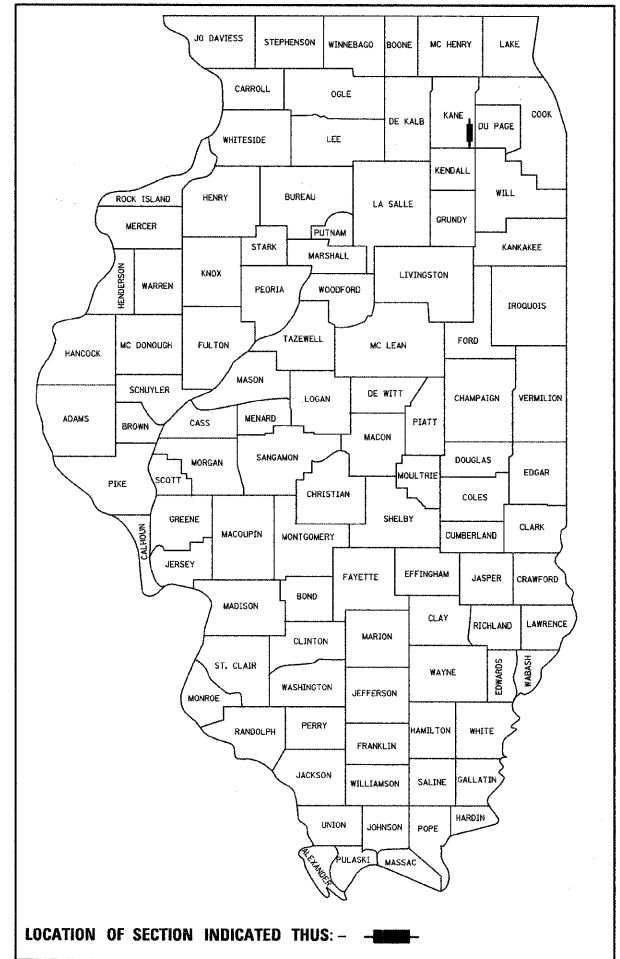 JO DAVIESS STEPHENSON WINNEBAGO BOONE MC HENRY LAKE
CARROLL OGLE DE KALB KANE DU PAGE COOK
WHITESIDE LEE
KENDALL WILL
ROCK ISLAND HENRY BUREAU LA SALLE GRUNDY
MERCER PUTNAM KANKAKEE
STARK MARSHALL
HENDERSON WARREN KNOX PEORIA WOODFORD LIVINGSTON IROQUOIS
HANCOCK MC DONOUGH FULTON TAZEWELL MC LEAN FORD
MASON
SCHUYLER LOGAN DE WITT CHAMPAIGN VERMILION
ADAMS BROWN CASS MENARD MACON PIATT
MORGAN SANGAMON DOUGLAS EDGAR
PIKE SCOTT CHRISTIAN MOULTRIE COLES
GREENE MACOUPIN MONTGOMERY SHELBY CUMBERLAND CLARK
CALHOUN JERSEY
MADISON BOND FAYETTE EFFINGHAM JASPER CRAWFORD
CLINTON MARION CLAY RICHLAND LAWRENCE
ST. CLAIR WAYNE EDWARDS WABASH
MONROE WASHINGTON JEFFERSON
RANDOLPH PERRY HAMILTON WHITE
FRANKLIN
JACKSON WILLIAMSON SALINE GALLATIN
UNION JOHNSON POPE HARDIN
ALEXANDER PULASKI MASSAC
LOCATION OF SECTION INDICATED THUS: –